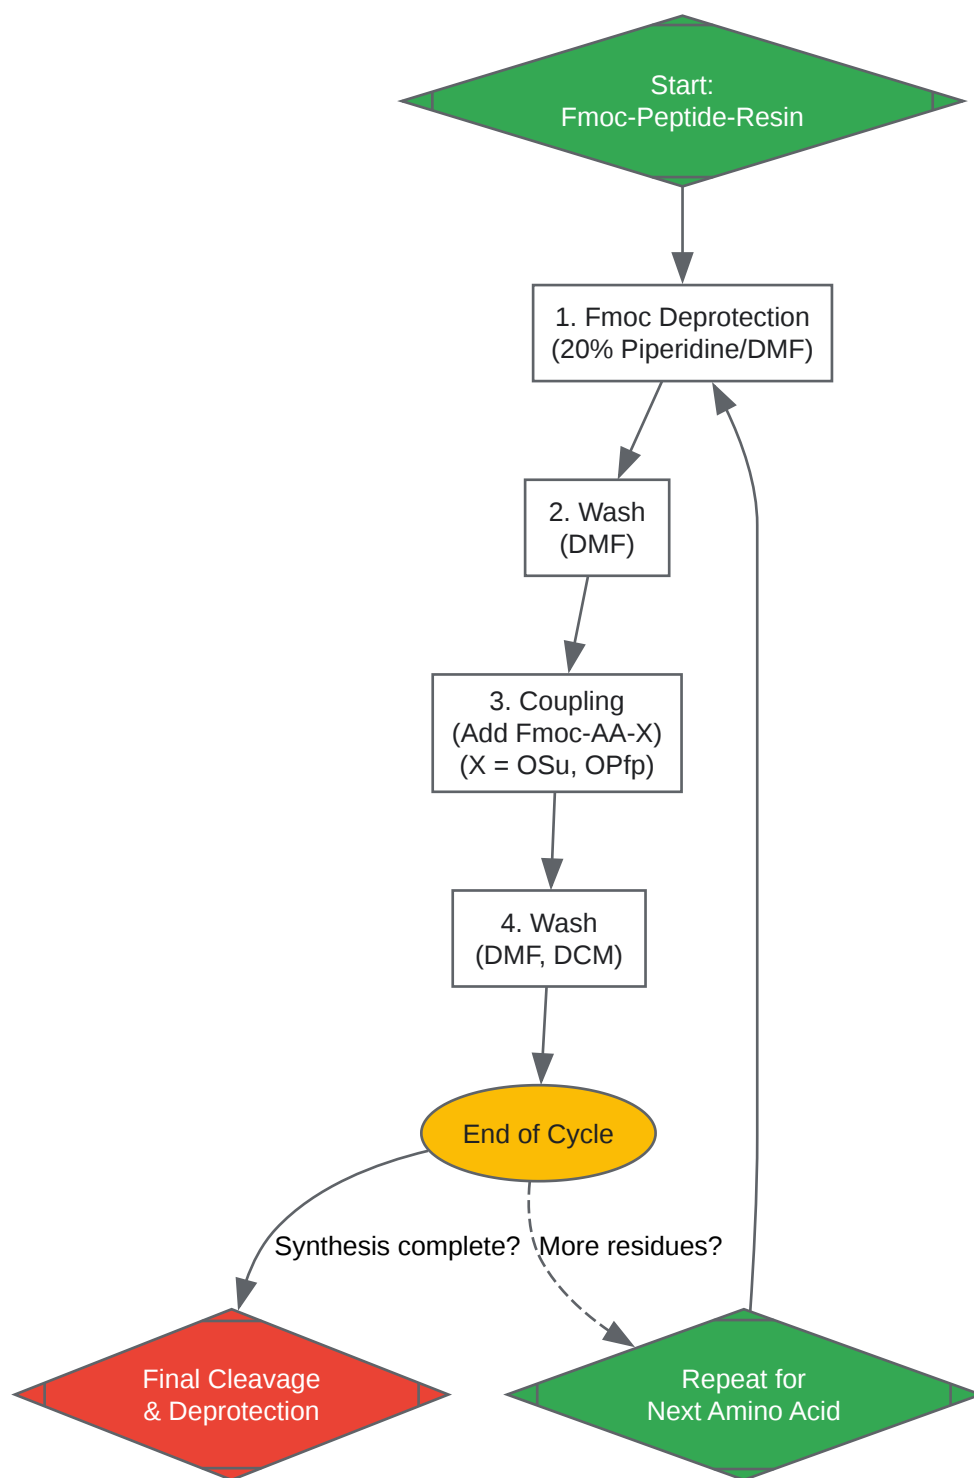 Start:
Fmoc-Peptide-Resin
1. Fmoc Deprotection
(20% Piperidine/DMF)
2. Wash
(DMF)
3. Coupling
(Add Fmoc-AA-X)
(X = OSu, OPfp)
4. Wash
(DMF, DCM)
End of Cycle
Synthesis complete?
More residues?
Final Cleavage
& Deprotection
Repeat for
Next Amino Acid